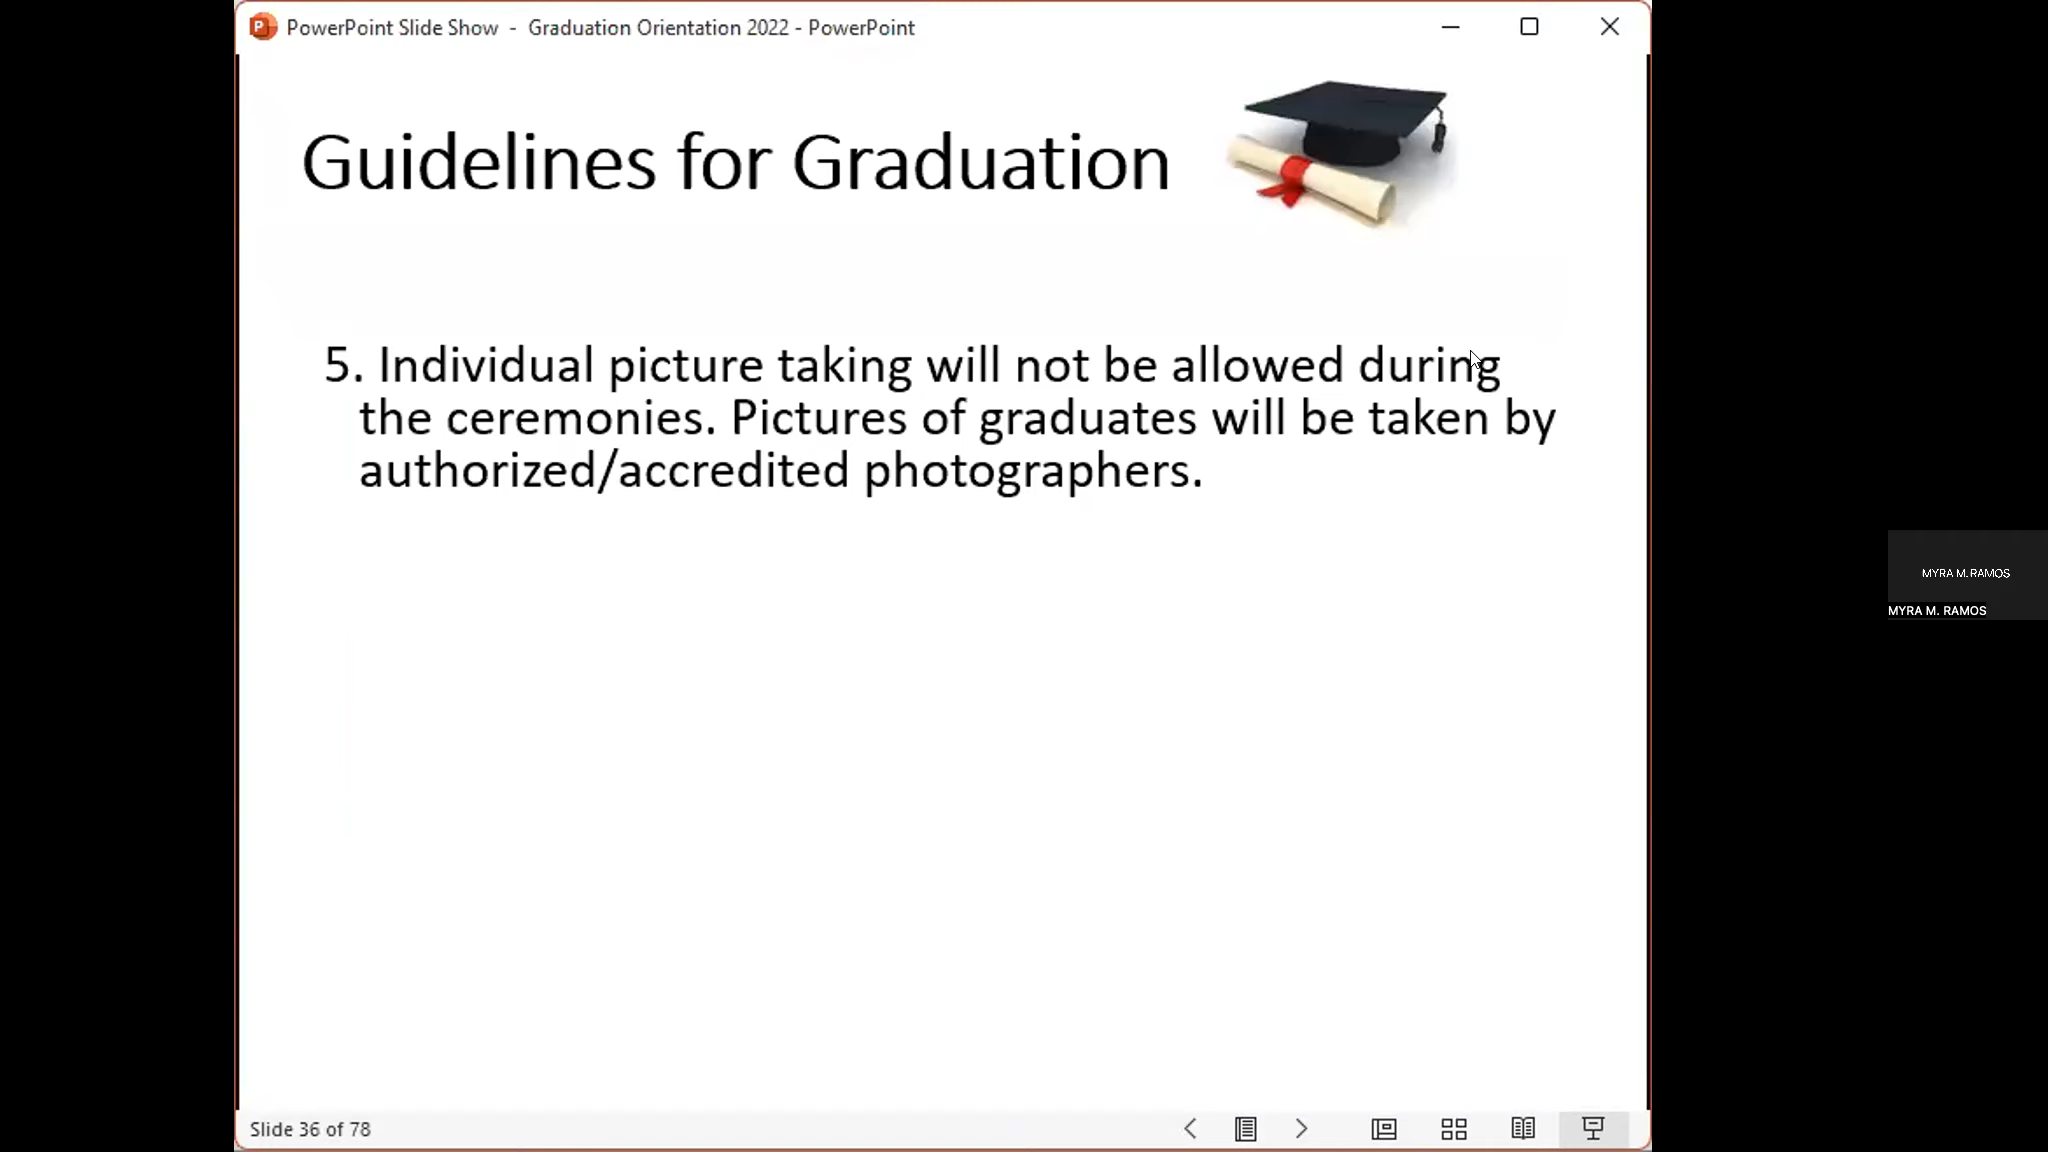 PowerPoint Slide Show - Graduation Orientation 2022 - PowerPoint
Guidelines for Graduation
5. Individual picture taking will not be allowed during
the ceremonies. Pictures of graduates will be taken by
authorized/accredited photographers.
MYRA M. RAMOS
MYRA M. RAMOS
Slide 36 of 78